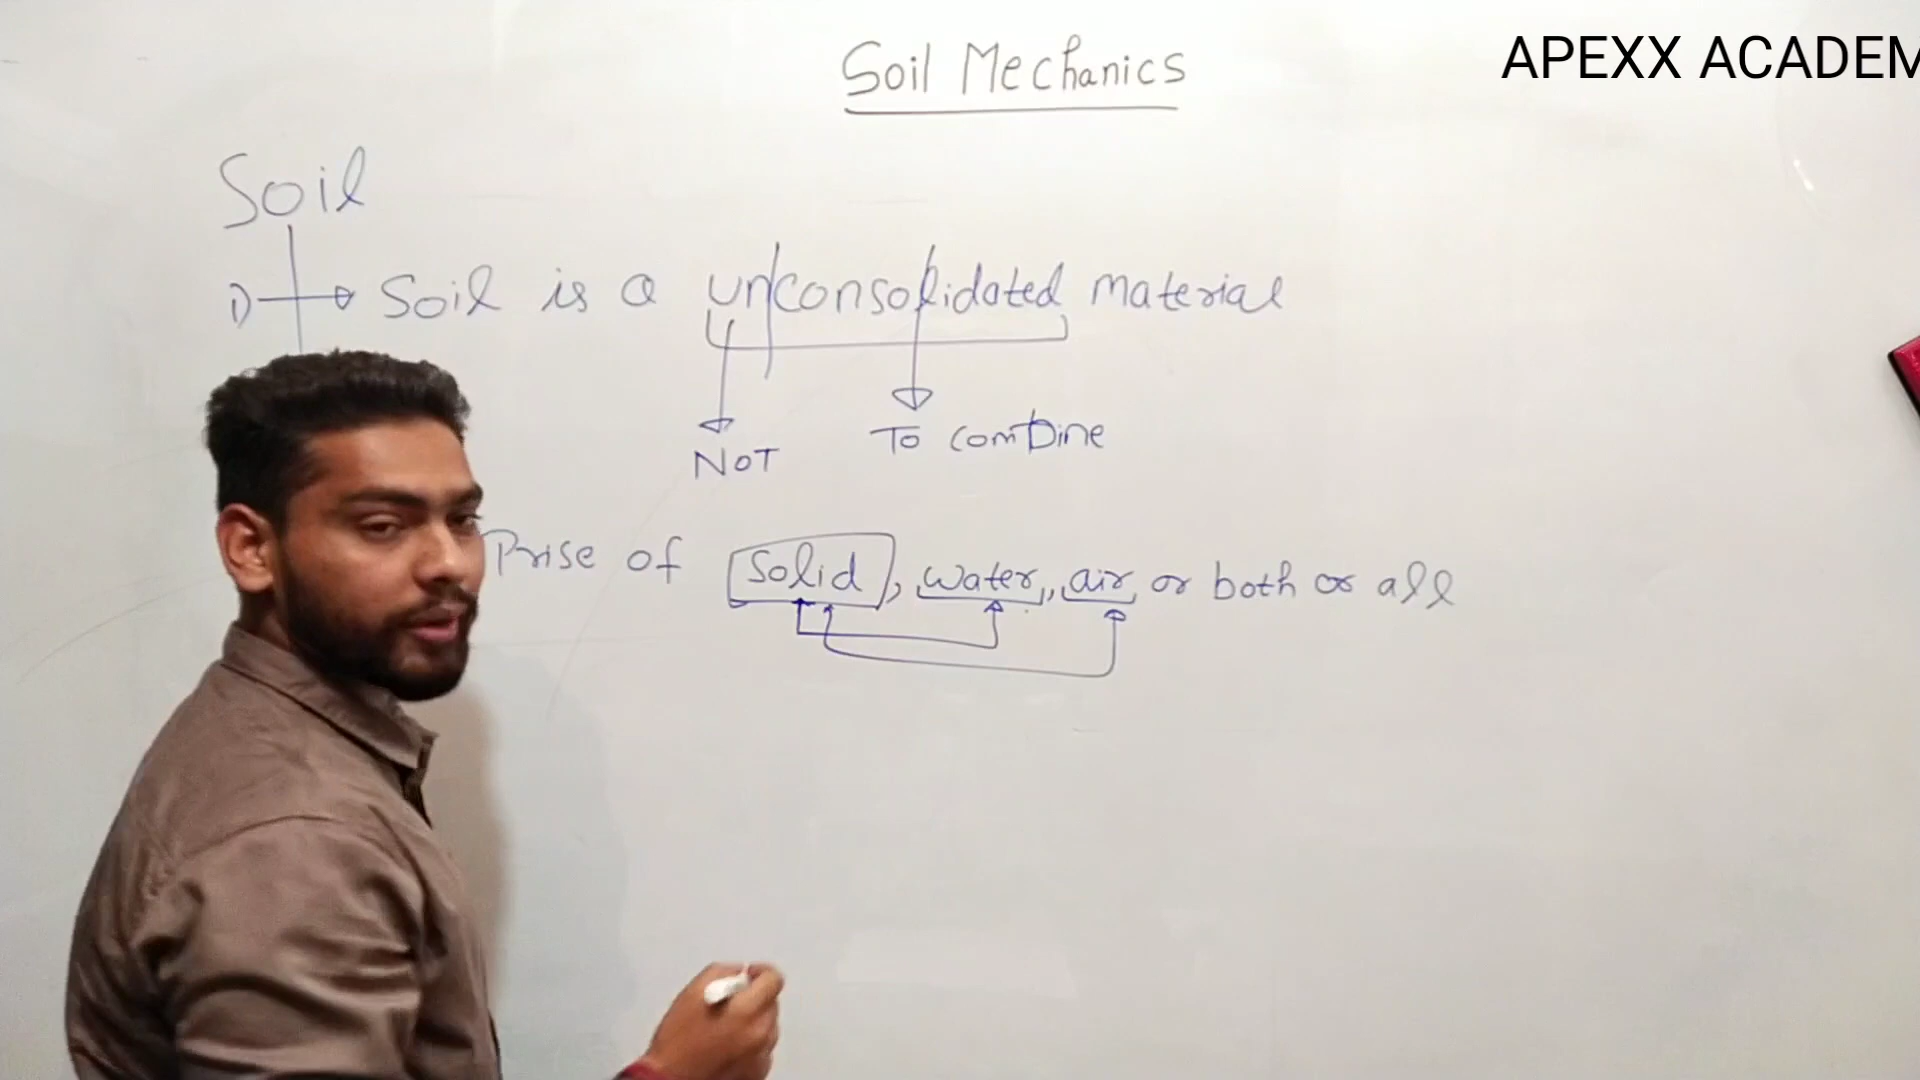 APEXX ACADEM
Soil Mechanics
Soil
1) Soil is a unconsolidated material
NOT
To combine
Prise of solid, water, air or both or all